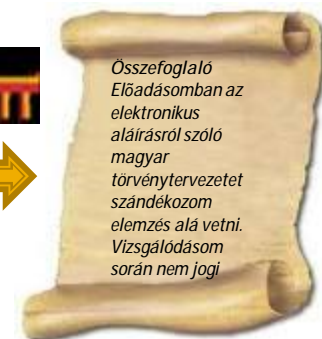 Összefoglaló
Előadásomban az
elektronikus
aláírásról szóló
magyar
törvénytervezetet
szándékozom
elemzés alá vetni.
Vizsgálódásom
során nem jogi